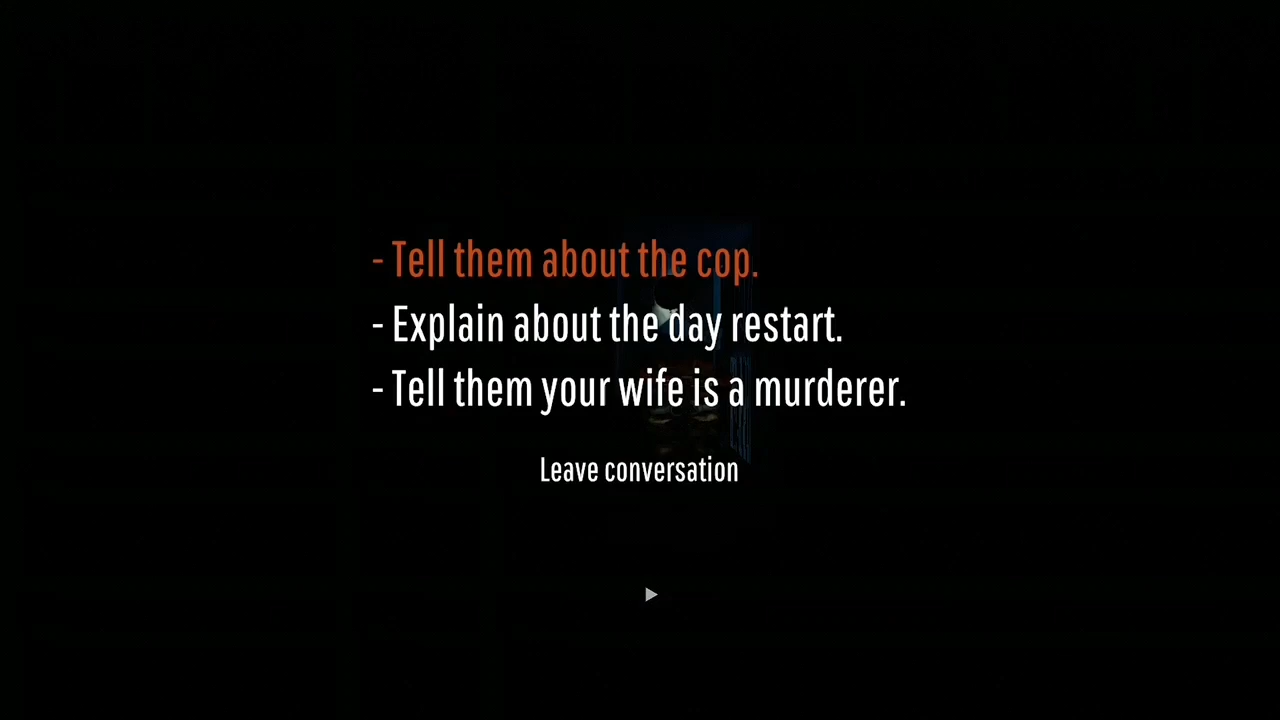 - Tell them about the cop.
- Explain about the day restart.
- Tell them your wife is a murderer.
Leave conversation